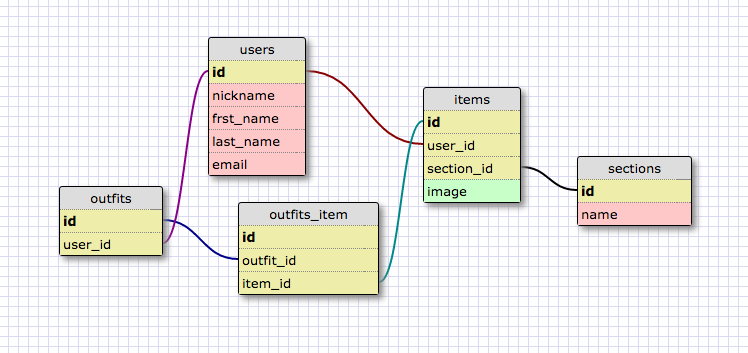 users
id
nickname
frst_name
last_name
email
items
id
user_id
section_id
image
sections
id
name
outfits
id
user_id
outfits_item
id
outfit_id
item_id